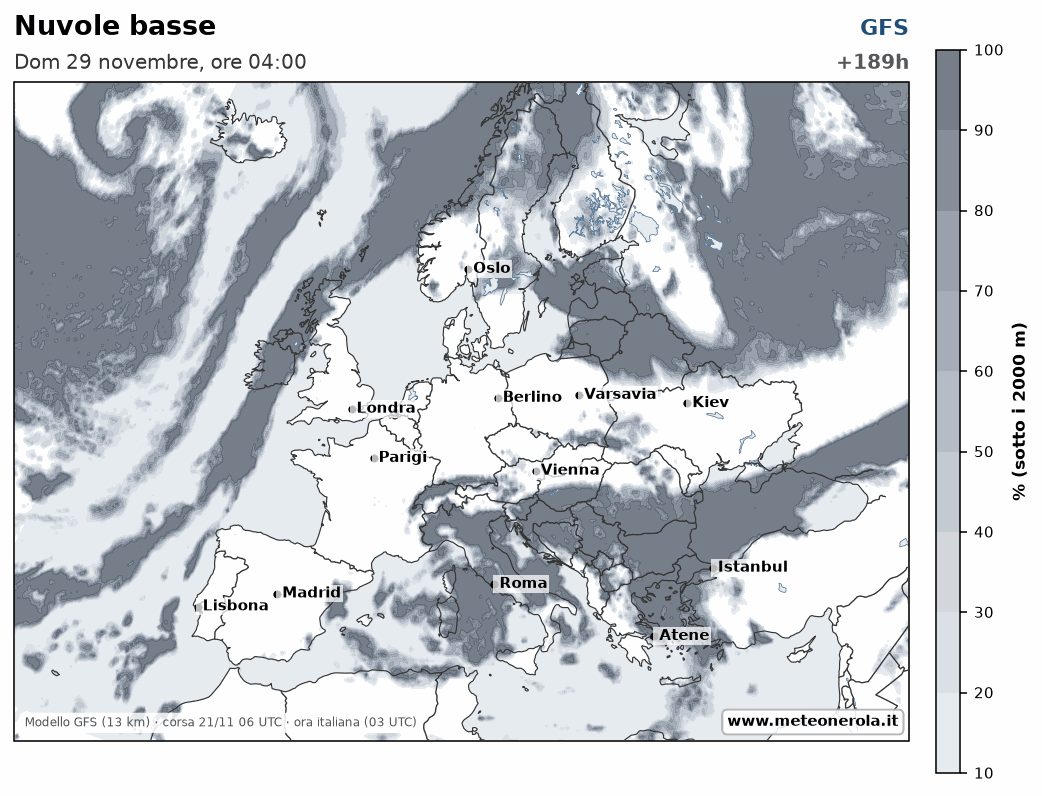 Nuvole basse
GFS
Dom 29 novembre, ore 04:00
+189h
Oslo
Londra
Berlino
Varsavia
Kiev
Parigi
Vienna
Istanbul
Roma
Madrid
Lisbona
Atene
Modello GFS (13 km) · corsa 21/11 06 UTC · ora italiana (03 UTC)
www.meteonerola.it
100
90
80
70
60
50
40
30
20
10
% (sotto i 2000 m)